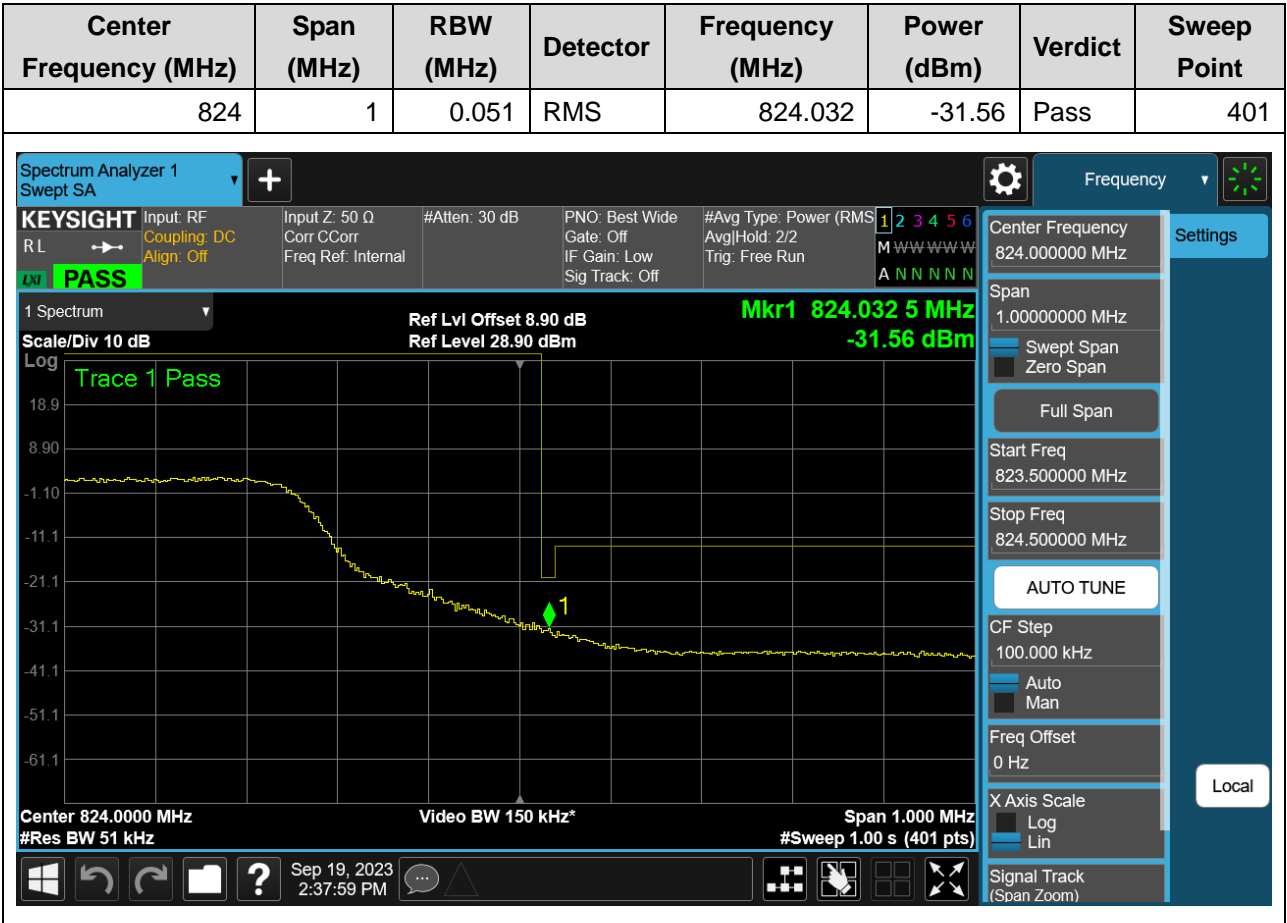 Center Frequency (MHz) Span (MHz) RBW (MHz) Detector Frequency (MHz) Power (dBm) Verdict Sweep Point
824 1 0.051 RMS 824.032 -31.56 Pass 401
Spectrum Analyzer 1
Swept SA
Frequency
KEYSIGHT
R L
LXI PASS
Input: RF
Coupling: DC
Align: Off
Input Z: 50 Ω
Corr CCorr
Freq Ref: Internal
#Atten: 30 dB
PNO: Best Wide
Gate: Off
IF Gain: Low
Sig Track: Off
#Avg Type: Power (RMS
Avg|Hold: 2/2
Trig: Free Run
1 2 3 4 5 6
M W W W W W
A N N N N N
1 Spectrum
Scale/Div 10 dB
Ref Lvl Offset 8.90 dB
Ref Level 28.90 dBm
Mkr1 824.032 5 MHz
-31.56 dBm
Log
Trace 1 Pass
18.9
8.90
-1.10
-11.1
-21.1
1
-31.1
-41.1
-51.1
-61.1
Center 824.0000 MHz
#Res BW 51 kHz
Video BW 150 kHz*
Span 1.000 MHz
#Sweep 1.00 s (401 pts)
Center Frequency
824.000000 MHz
Settings
Span
1.00000000 MHz
Swept Span
Zero Span
Full Span
Start Freq
823.500000 MHz
Stop Freq
824.500000 MHz
AUTO TUNE
CF Step
100.000 kHz
Auto
Man
Freq Offset
0 Hz
X Axis Scale
Log
Lin
Local
Signal Track
(Span Zoom)
?
Sep 19, 2023
2:37:59 PM